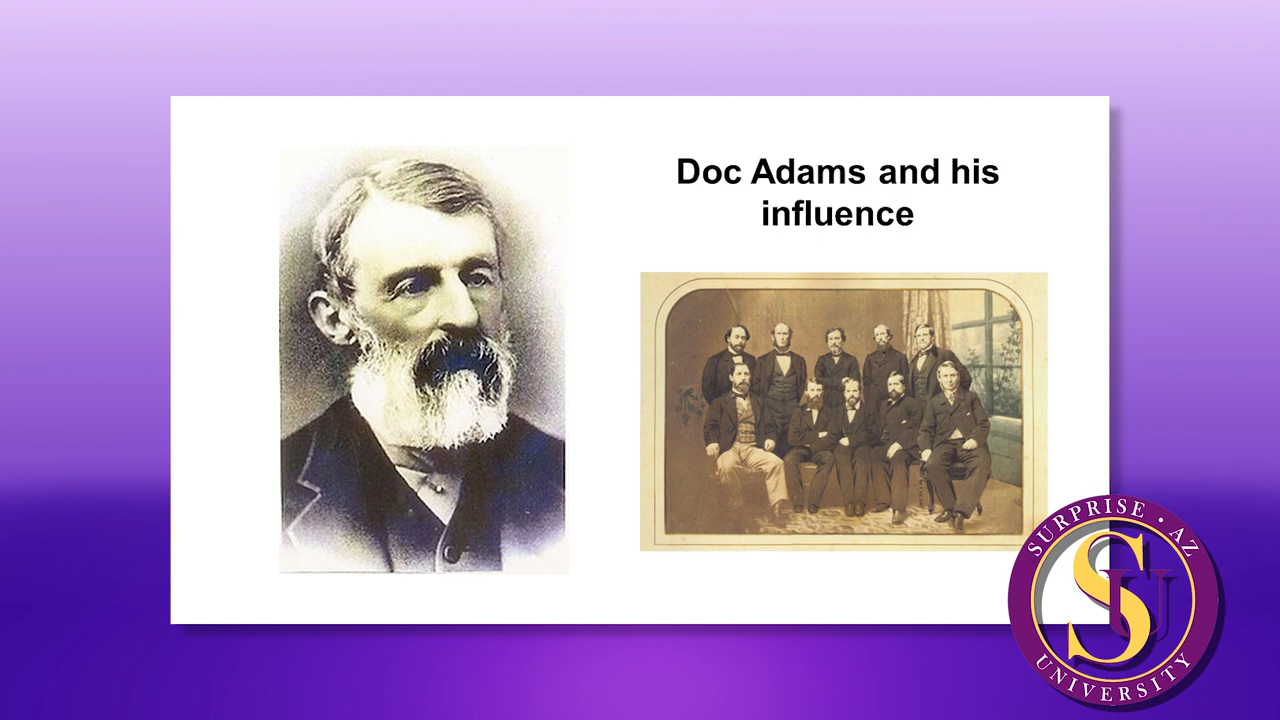 Doc Adams and his
influence
SURPRISE • AZ
SU
UNIVERSITY